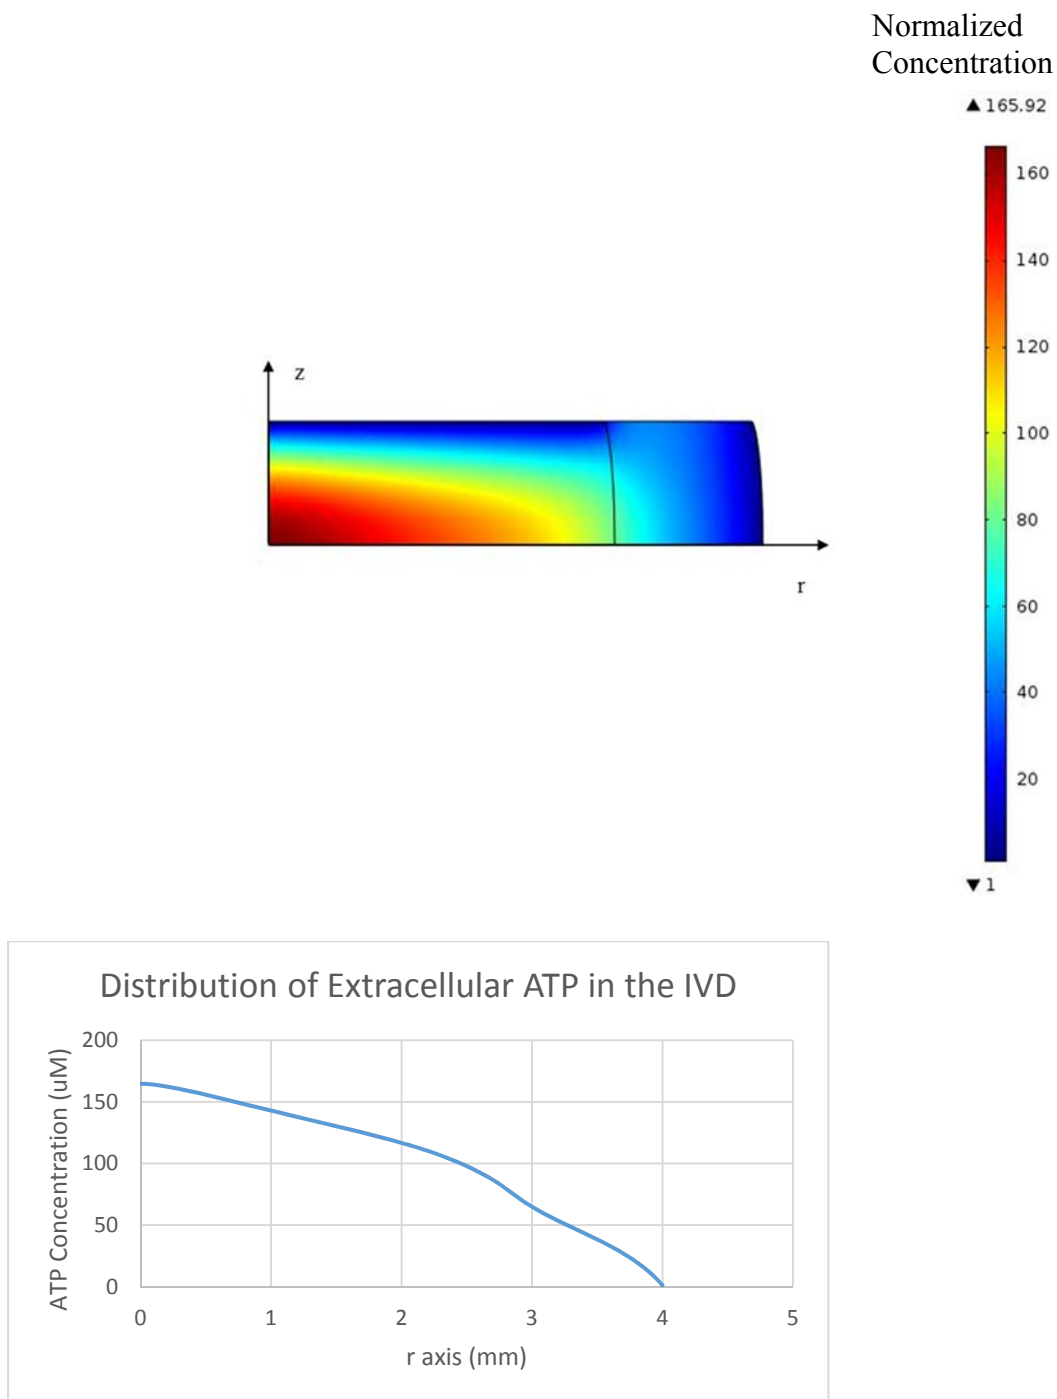 Normalized
Concentration
▲ 165.92
160
140
120
100
80
60
40
20
▼ 1
z
r
Distribution of Extracellular ATP in the IVD
ATP Concentration (uM)
200
150
100
50
0
0 1 2 3 4 5
r axis (mm)